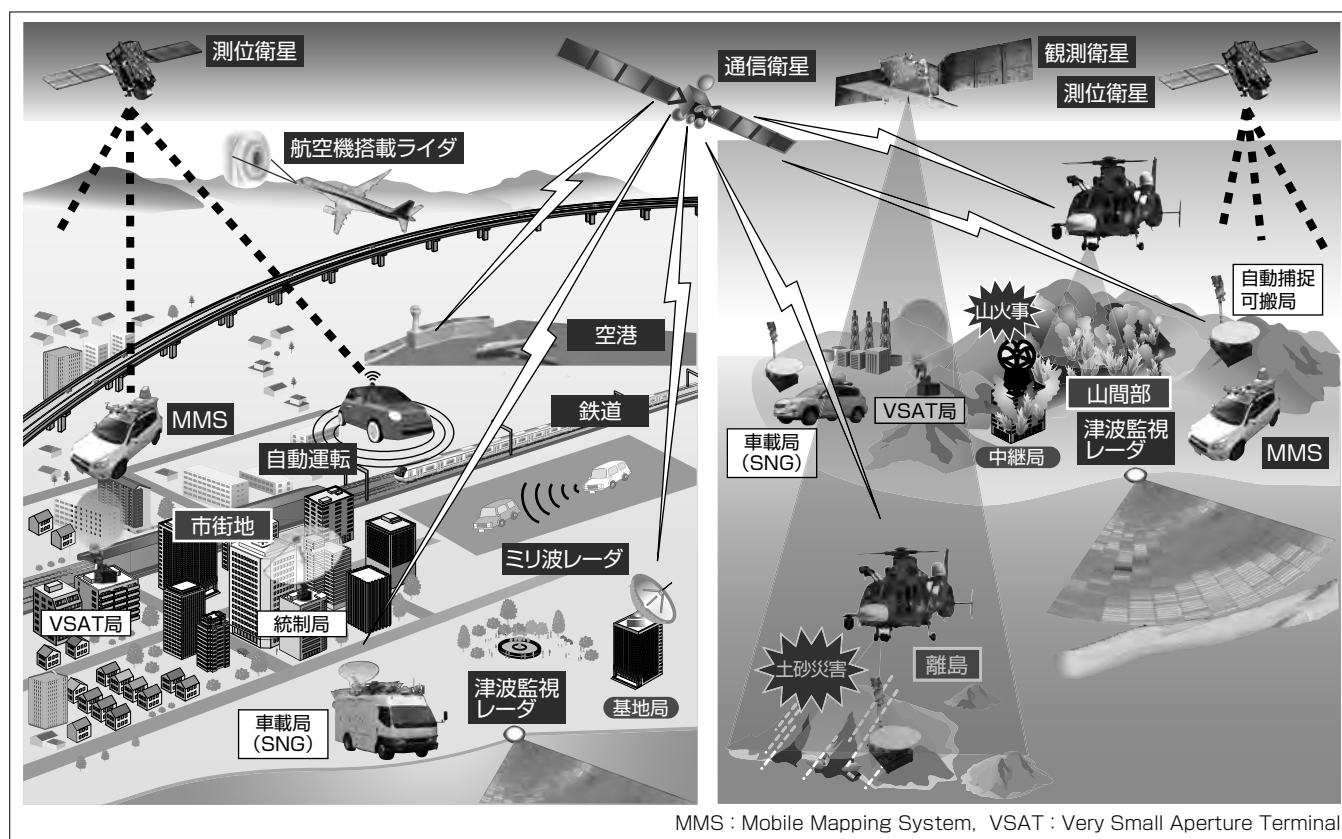 測位衛星
航空機搭載ライダ
通信衛星
観測衛星
測位衛星
自動捕捉
可搬局
空港
MMS
自動運転
鉄道
市街地
ミリ波レーダ
VSAT局
統制局
車載局
(SNG)
津波監視
レーダ
基地局
山火事
山間部
VSAT局
車載局
(SNG)
中継局
津波監視
レーダ
MMS
土砂災害
離島
MMS：Mobile Mapping System, VSAT：Very Small Aperture Terminal